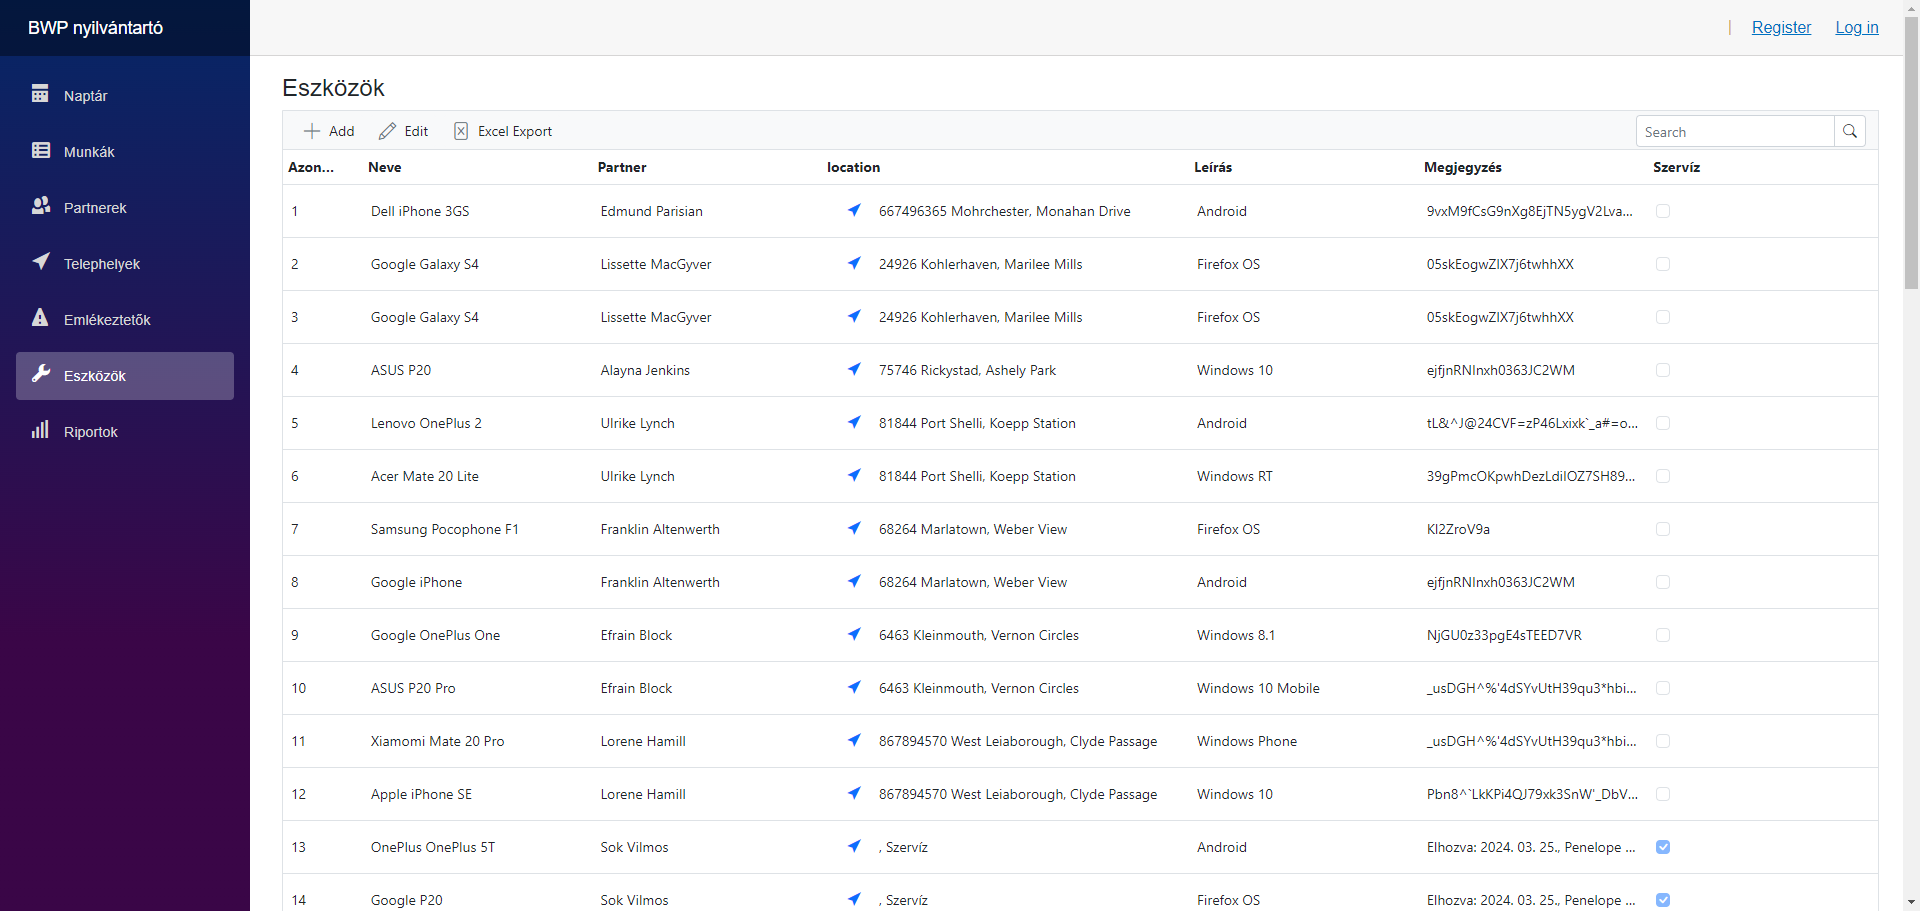 BWP nyilvántartó
Register Log in
Naptár
Munkák
Partnerek
Telephelyek
Emlékeztetők
Eszközök
Riportok
Eszközök
Add Edit Excel Export Search
Azon... Neve Partner location Leírás Megjegyzés Szervíz
1 Dell iPhone 3GS Edmund Parisian 667496365 Mohrchester, Monahan Drive Android 9vxM9fCsG9nXg8EjTN5ygV2Lva...
2 Google Galaxy S4 Lissette MacGyver 24926 Kohlerhaven, Marilee Mills Firefox OS 05skEogwZIX7j6twhhXX
3 Google Galaxy S4 Lissette MacGyver 24926 Kohlerhaven, Marilee Mills Firefox OS 05skEogwZIX7j6twhhXX
4 ASUS P20 Alayna Jenkins 75746 Rickystad, Ashely Park Windows 10 ejfjnRNInxh0363JC2WM
5 Lenovo OnePlus 2 Ulrike Lynch 81844 Port Shelli, Koepp Station Android tL&^J@24CVF=zP46Lxixk`_a#=o...
6 Acer Mate 20 Lite Ulrike Lynch 81844 Port Shelli, Koepp Station Windows RT 39gPmcOKpwhDezLdiIOZ7SH89...
7 Samsung Pocophone F1 Franklin Altenwerth 68264 Marlatown, Weber View Firefox OS KI2ZroV9a
8 Google iPhone Franklin Altenwerth 68264 Marlatown, Weber View Android ejfjnRNInxh0363JC2WM
9 Google OnePlus One Efrain Block 6463 Kleinmouth, Vernon Circles Windows 8.1 NjGU0z33pgE4sTEED7VR
10 ASUS P20 Pro Efrain Block 6463 Kleinmouth, Vernon Circles Windows 10 Mobile _usDGH^%'4dSYvUtH39qu3*hbi...
11 Xiamomi Mate 20 Pro Lorene Hamill 867894570 West Leiaborough, Clyde Passage Windows Phone _usDGH^%'4dSYvUtH39qu3*hbi...
12 Apple iPhone SE Lorene Hamill 867894570 West Leiaborough, Clyde Passage Windows 10 Pbn8^`LkKPi4QJ79xk3SnW'_DbV...
13 OnePlus OnePlus 5T Sok Vilmos , Szervíz Android Elhozva: 2024. 03. 25., Penelope ...
14 Google P20 Sok Vilmos , Szervíz Firefox OS Elhozva: 2024. 03. 25., Penelope ...